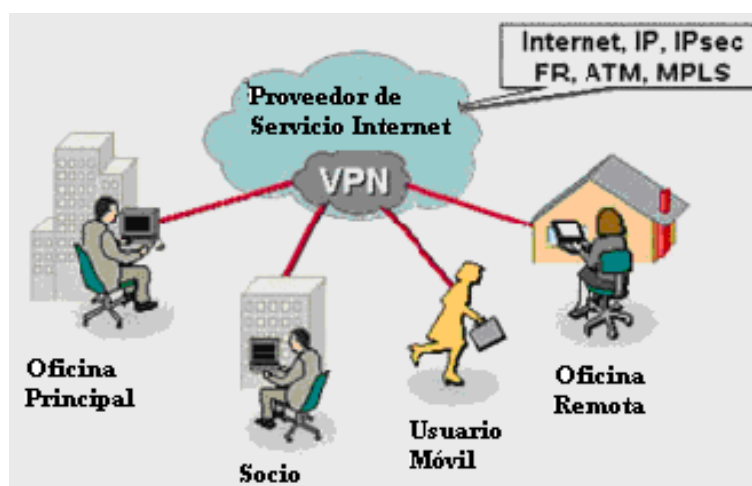 Internet, IP, IPsec
FR, ATM, MPLS
Proveedor de
Servicio Internet
VPN
Oficina
Principal
Socio
Usuario
Móvil
Oficina
Remota